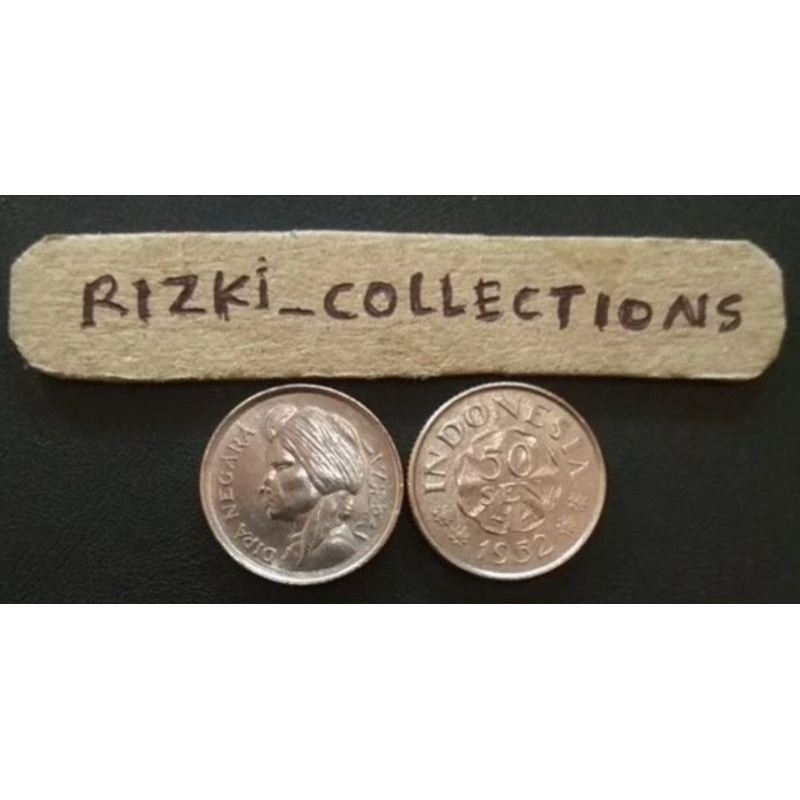 RIZKi_COLLECTIONS
DIPA NEGARA
INDONESIA
50
SEN
1952